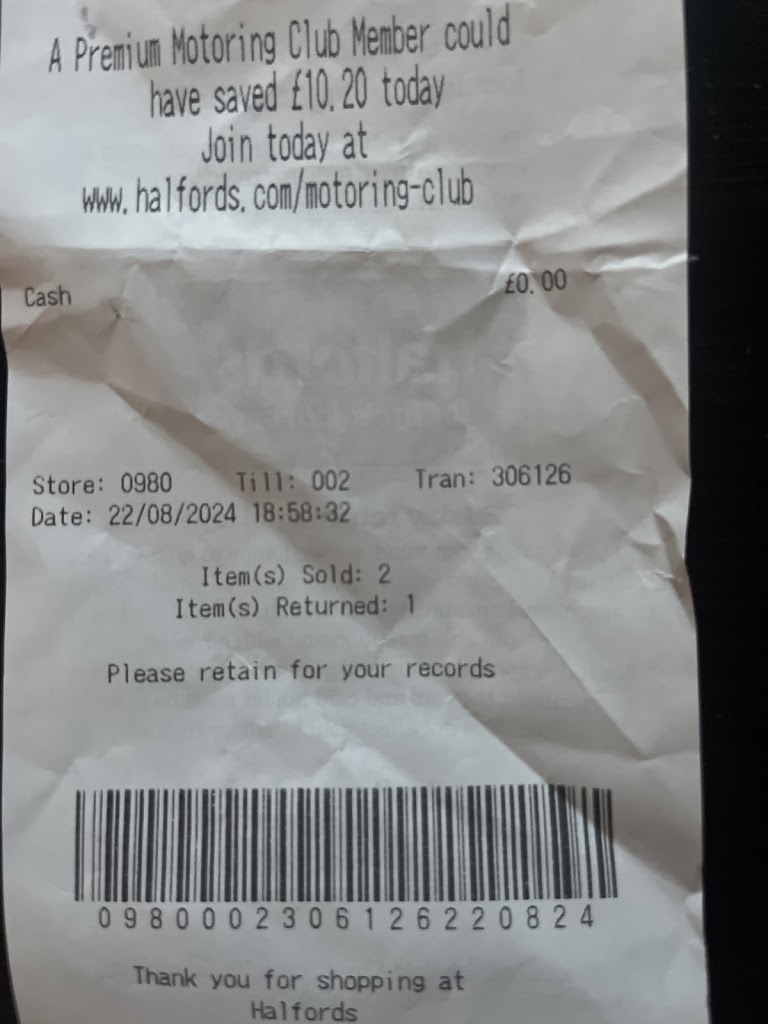 A Premium Motoring Club Member could
have saved £10.20 today
Join today at
www.halfords.com/motoring-club
Cash £0.00
Store: 0980 Till: 002 Tran: 306126
Date: 22/08/2024 18:58:32
Item(s) Sold: 2
Item(s) Returned: 1
Please retain for your records
0980002306126220824
Thank you for shopping at
Halfords